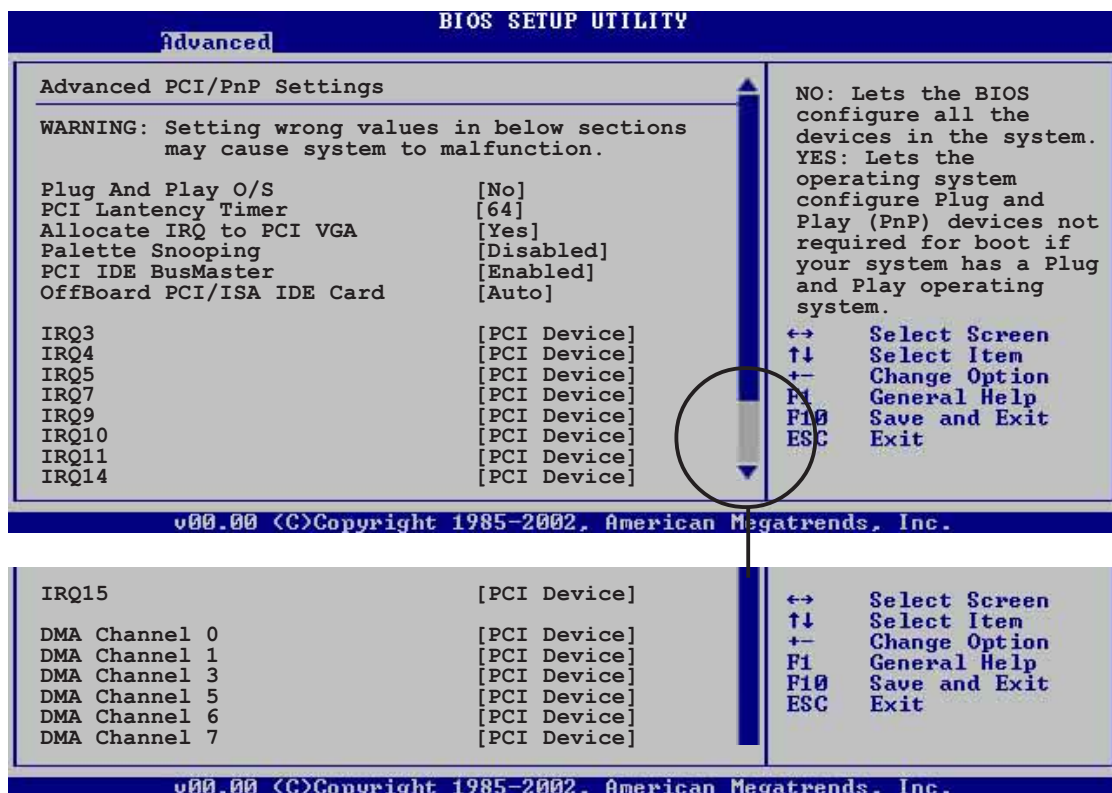 BIOS SETUP UTILITY
Advanced
Advanced PCI/PnP Settings
WARNING: Setting wrong values in below sections
may cause system to malfunction.
Plug And Play O/S [No]
PCI Lantency Timer [64]
Allocate IRQ to PCI VGA [Yes]
Palette Snooping [Disabled]
PCI IDE BusMaster [Enabled]
OffBoard PCI/ISA IDE Card [Auto]
IRQ3 [PCI Device]
IRQ4 [PCI Device]
IRQ5 [PCI Device]
IRQ7 [PCI Device]
IRQ9 [PCI Device]
IRQ10 [PCI Device]
IRQ11 [PCI Device]
IRQ14 [PCI Device]
NO: Lets the BIOS
configure all the
devices in the system.
YES: Lets the
operating system
configure Plug and
Play (PnP) devices not
required for boot if
your system has a Plug
and Play operating
system.
←→ Select Screen
↑↓ Select Item
+- Change Option
F1 General Help
F10 Save and Exit
ESC Exit
v00.00 (C)Copyright 1985-2002, American Megatrends, Inc.
IRQ15 [PCI Device]
DMA Channel 0 [PCI Device]
DMA Channel 1 [PCI Device]
DMA Channel 3 [PCI Device]
DMA Channel 5 [PCI Device]
DMA Channel 6 [PCI Device]
DMA Channel 7 [PCI Device]
←→ Select Screen
↑↓ Select Item
+- Change Option
F1 General Help
F10 Save and Exit
ESC Exit
v00.00 (C)Copyright 1985-2002, American Megatrends, Inc.